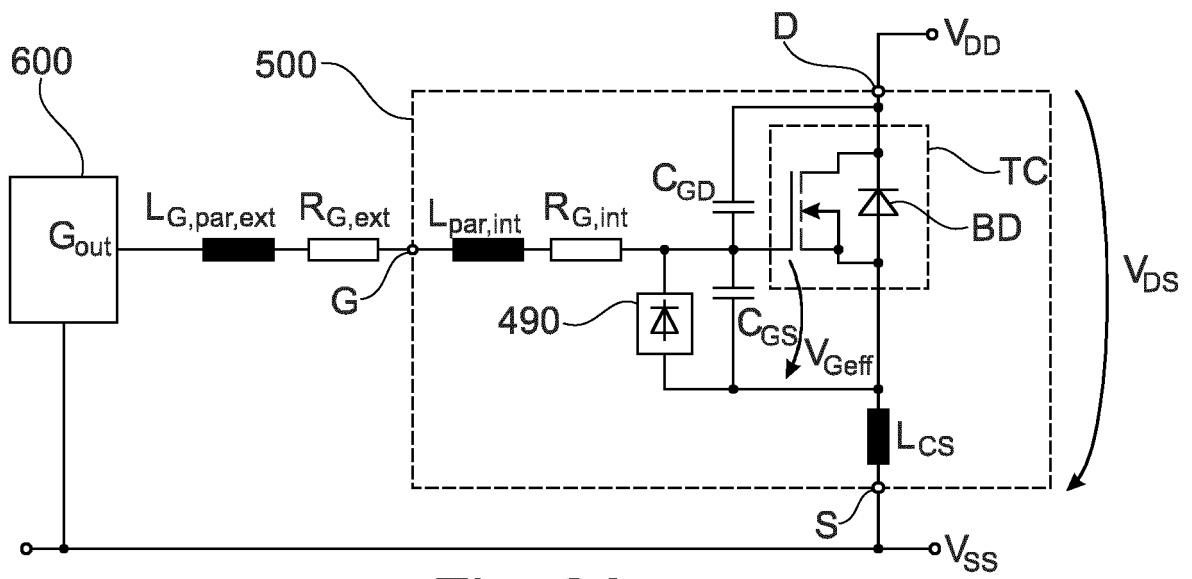 D
V_DD
600
500
TC
C_GD
L_G,par,ext
R_G,ext
L_par,int
R_G,int
BD
G_out
V_DS
G
490
C_GS
V_Geff
L_CS
S
V_SS